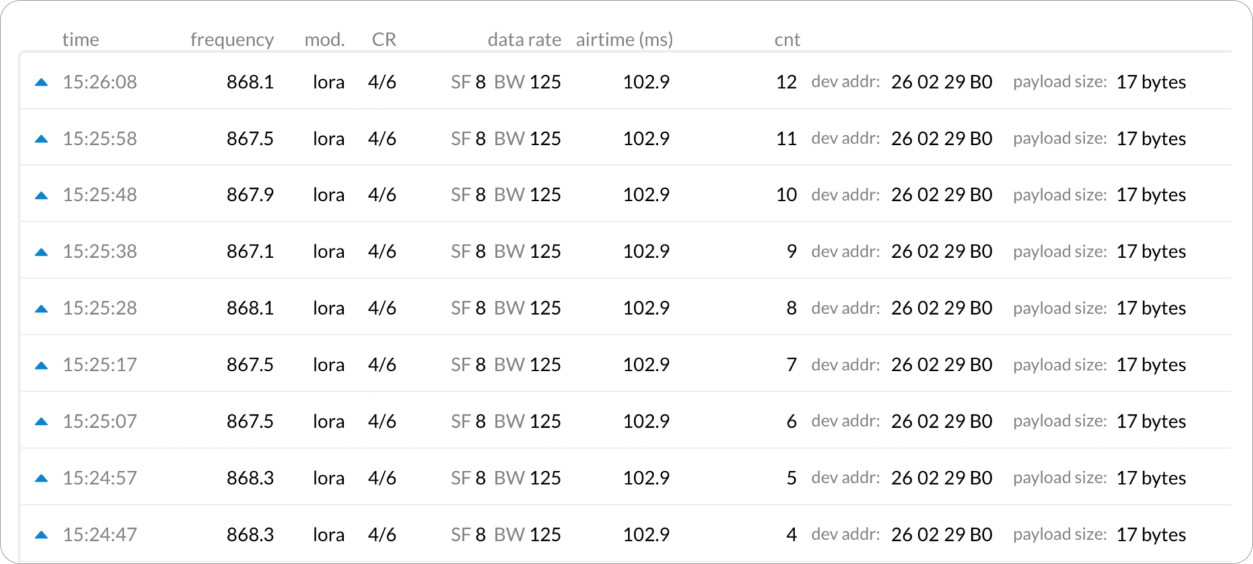 time frequency mod. CR data rate airtime (ms) cnt
15:26:08 868.1 lora 4/6 SF 8 BW 125 102.9 12 dev addr: 26 02 29 B0 payload size: 17 bytes
15:25:58 867.5 lora 4/6 SF 8 BW 125 102.9 11 dev addr: 26 02 29 B0 payload size: 17 bytes
15:25:48 867.9 lora 4/6 SF 8 BW 125 102.9 10 dev addr: 26 02 29 B0 payload size: 17 bytes
15:25:38 867.1 lora 4/6 SF 8 BW 125 102.9 9 dev addr: 26 02 29 B0 payload size: 17 bytes
15:25:28 868.1 lora 4/6 SF 8 BW 125 102.9 8 dev addr: 26 02 29 B0 payload size: 17 bytes
15:25:17 867.5 lora 4/6 SF 8 BW 125 102.9 7 dev addr: 26 02 29 B0 payload size: 17 bytes
15:25:07 867.5 lora 4/6 SF 8 BW 125 102.9 6 dev addr: 26 02 29 B0 payload size: 17 bytes
15:24:57 868.3 lora 4/6 SF 8 BW 125 102.9 5 dev addr: 26 02 29 B0 payload size: 17 bytes
15:24:47 868.3 lora 4/6 SF 8 BW 125 102.9 4 dev addr: 26 02 29 B0 payload size: 17 bytes